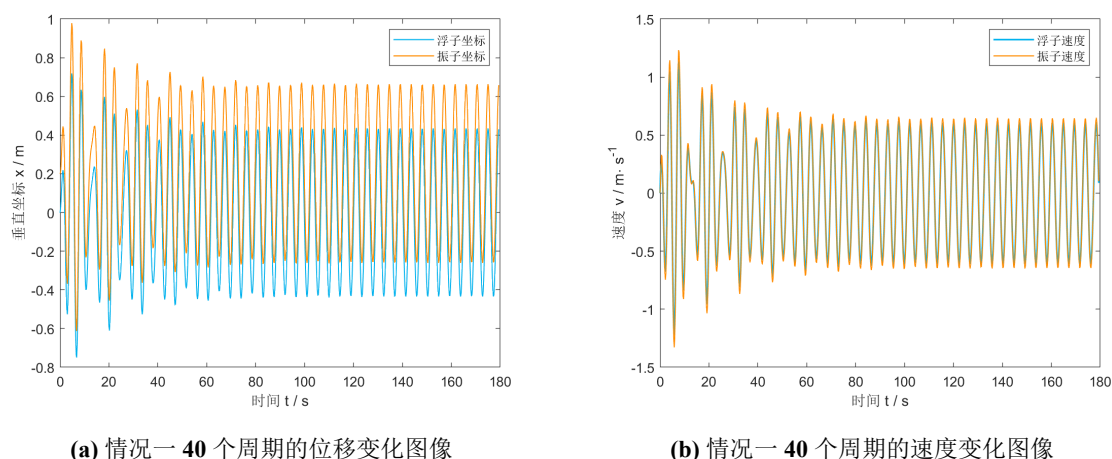 1
0.8
0.6
0.4
0.2
0
-0.2
-0.4
-0.6
-0.8
垂直坐标 x / m
浮子坐标
振子坐标
0 20 40 60 80 100 120 140 160 180
时间 t / s
(a) 情况一 40 个周期的位移变化图像
1.5
1
0.5
0
-0.5
-1
-1.5
速度 v / m· s⁻¹
浮子速度
振子速度
0 20 40 60 80 100 120 140 160 180
时间 t / s
(b) 情况一 40 个周期的速度变化图像